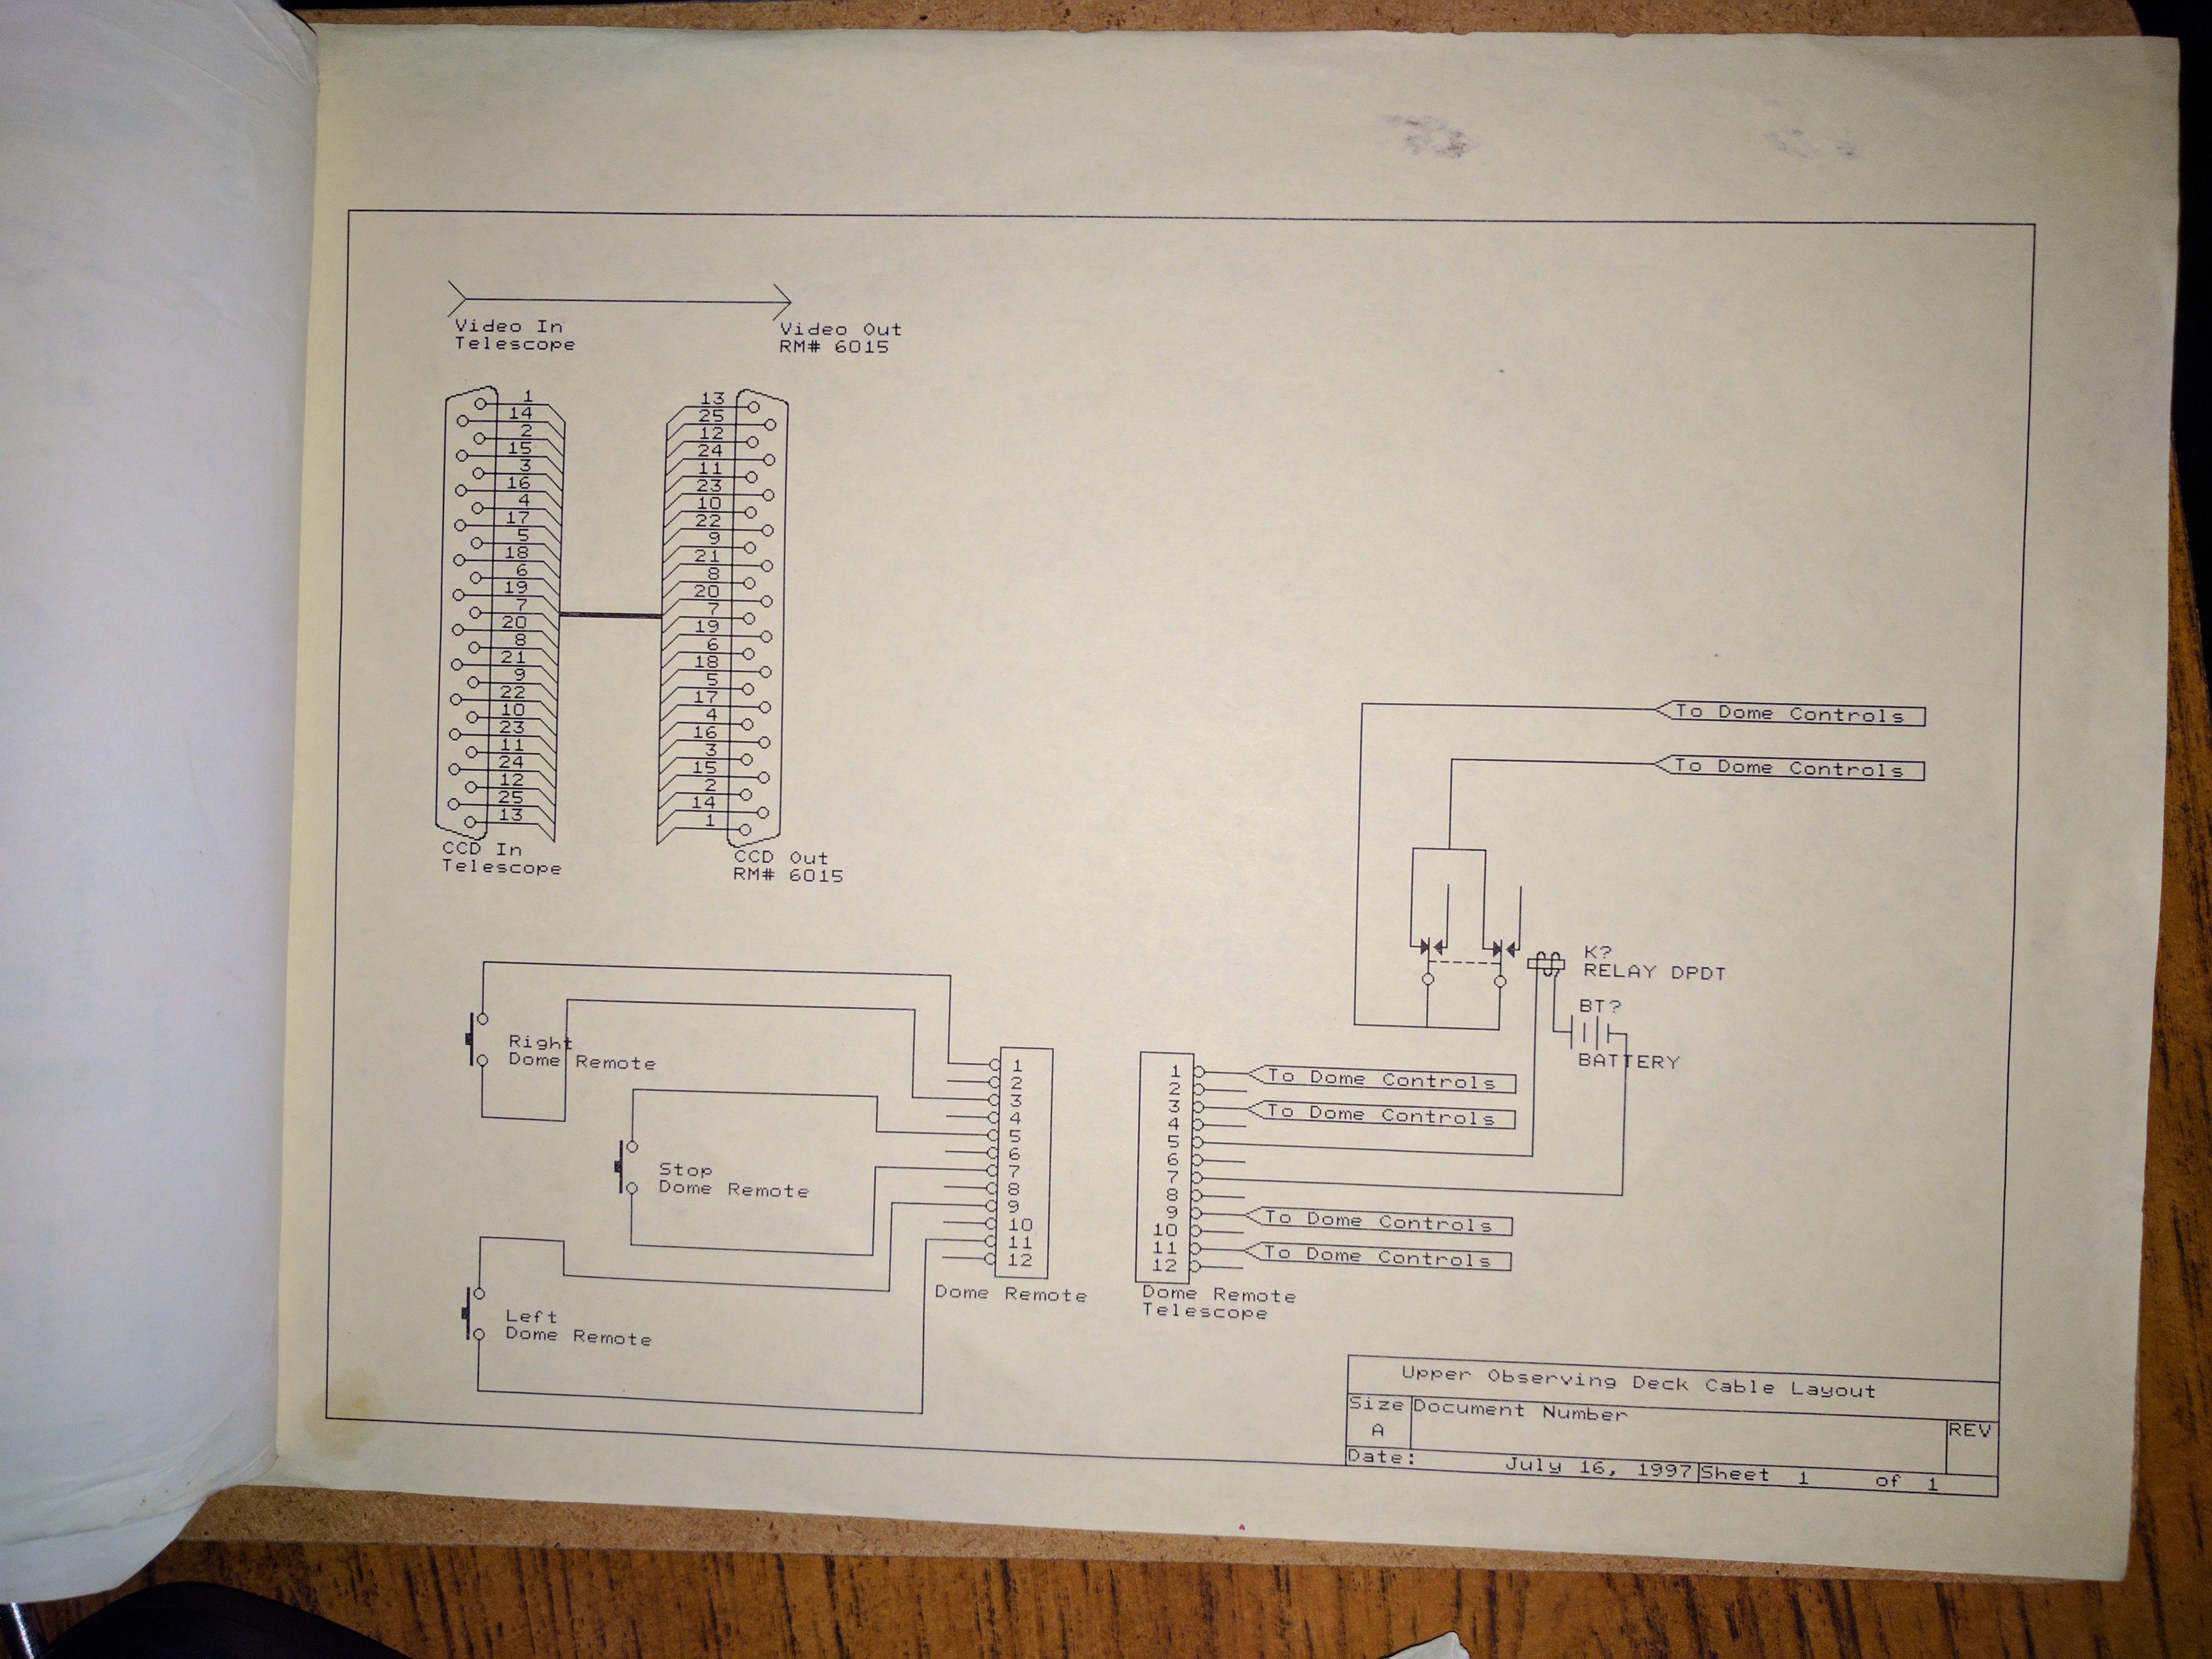 Video In
Telescope
Video Out
RM# 6015
1
14
2
15
3
16
4
17
5
18
6
19
7
20
8
21
9
22
10
23
11
24
12
25
13
CCD In
Telescope
13
25
12
24
11
23
10
22
9
21
8
20
7
19
6
18
5
17
4
16
3
15
2
14
1
CCD Out
RM# 6015
To Dome Controls
To Dome Controls
K?
RELAY DPDT
BT?
BATTERY
Right
Dome Remote
Stop
Dome Remote
Left
Dome Remote
1
2
3
4
5
6
7
8
9
10
11
12
Dome Remote
1
2
3
4
5
6
7
8
9
10
11
12
To Dome Controls
To Dome Controls
To Dome Controls
To Dome Controls
Dome Remote
Telescope
Upper Observing Deck Cable Layout
Size
A
Document Number
REV
Date:
July 16, 1997
Sheet 1 of 1